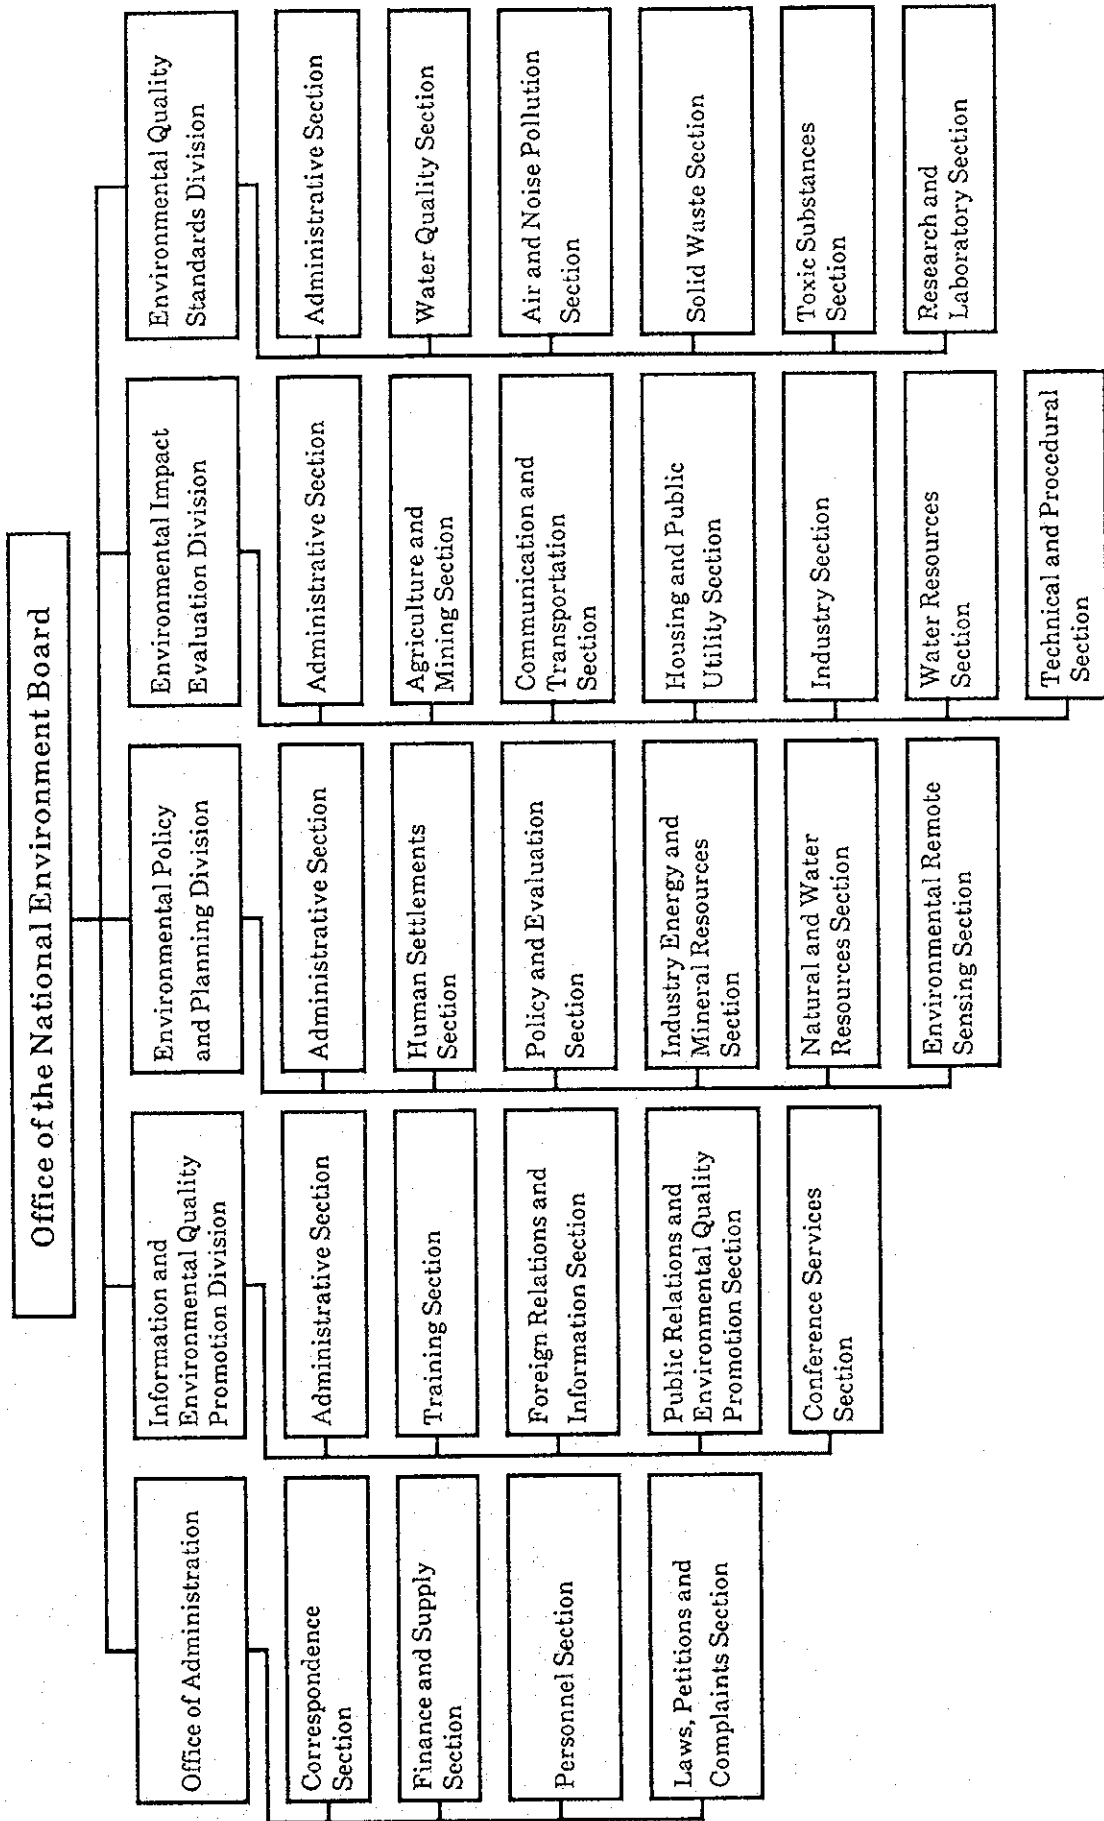 Office of the National Environment Board
Office of Administration
Correspondence
Section
Finance and Supply
Section
Personnel Section
Laws, Petitions and
Complaints Section
Information and
Environmental Quality
Promotion Division
Administrative Section
Training Section
Foreign Relations and
Information Section
Public Relations and
Environmental Quality
Promotion Section
Conference Services
Section
Environmental Policy
and Planning Division
Administrative Section
Human Settlements
Section
Policy and Evaluation
Section
Industry Energy and
Mineral Resources
Section
Natural and Water
Resources Section
Environmental Remote
Sensing Section
Environmental Impact
Evaluation Division
Administrative Section
Agriculture and
Mining Section
Communication and
Transportation
Section
Housing and Public
Utility Section
Industry Section
Water Resources
Section
Technical and Procedural
Section
Environmental Quality
Standards Division
Administrative Section
Water Quality Section
Air and Noise Pollution
Section
Solid Waste Section
Toxic Substances
Section
Research and
Laboratory Section